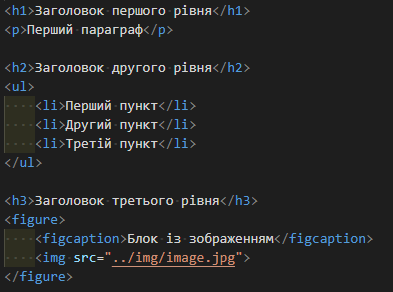 <h1>Заголовок першого рівня</h1>
<p>Перший параграф</p>

<h2>Заголовок другого рівня</h2>
<ul>
    <li>Перший пункт</li>
    <li>Другий пункт</li>
    <li>Третій пункт</li>
</ul>

<h3>Заголовок третього рівня</h3>
<figure>
    <figcaption>Блок із зображенням</figcaption>
    <img src="../img/image.jpg">
</figure>